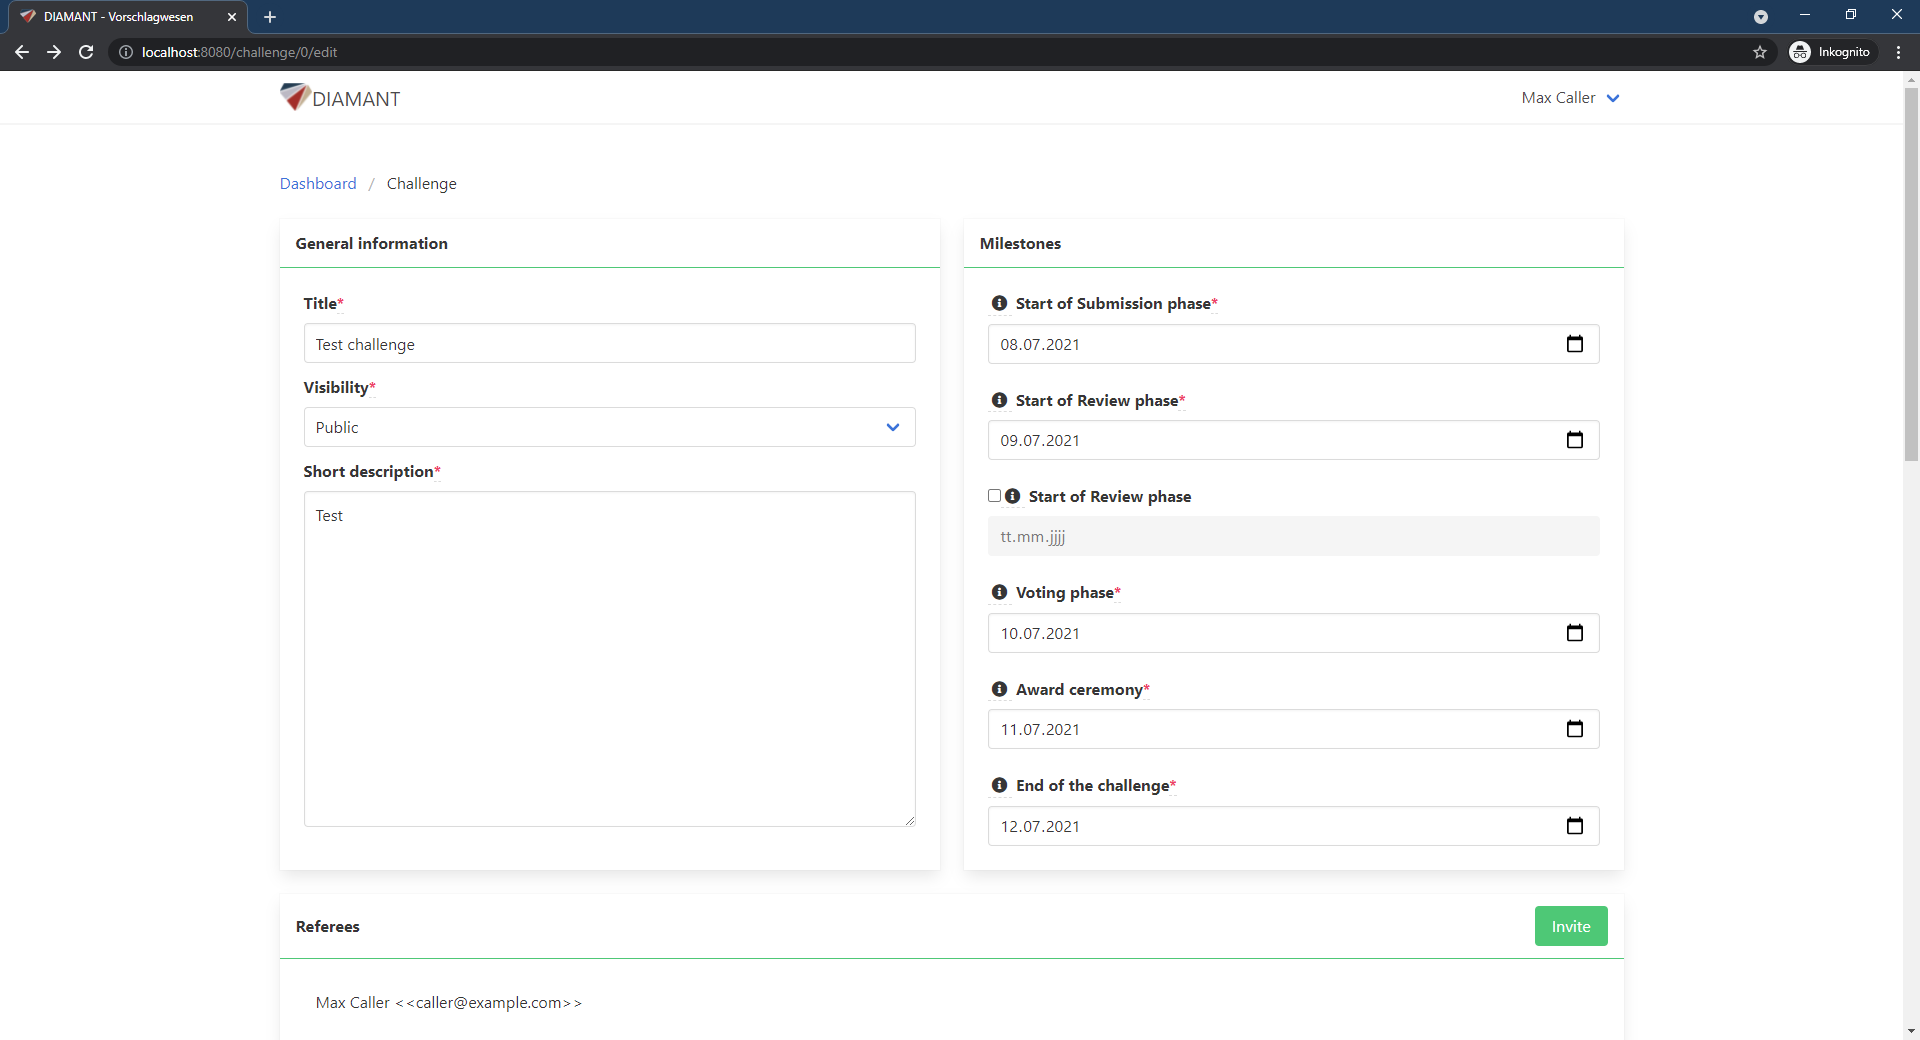 DIAMANT - Vorschlagwesen
localhost:8080/challenge/0/edit
Inkognito
DIAMANT
Max Caller
Dashboard / Challenge
General information
Title*
Test challenge
Visibility*
Public
Short description*
Test
Milestones
Start of Submission phase*
08.07.2021
Start of Review phase*
09.07.2021
Start of Review phase
tt.mm.jjjj
Voting phase*
10.07.2021
Award ceremony*
11.07.2021
End of the challenge*
12.07.2021
Referees
Invite
Max Caller <<caller@example.com>>